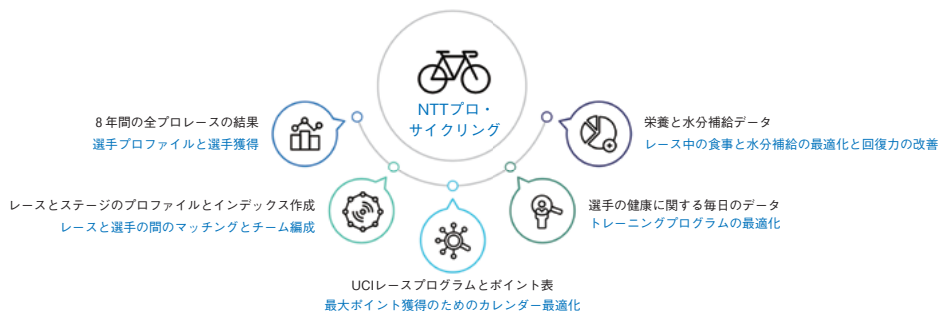 NTTプロ・
サイクリング
8年間の全プロレースの結果
選手プロファイルと選手獲得
レースとステージのプロファイルとインデックス作成
レースと選手の間のマッチングとチーム編成
UCIレースプログラムとポイント表
最大ポイント獲得のためのカレンダー最適化
選手の健康に関する毎日のデータ
トレーニングプログラムの最適化
栄養と水分補給データ
レース中の食事と水分補給の最適化と回復力の改善